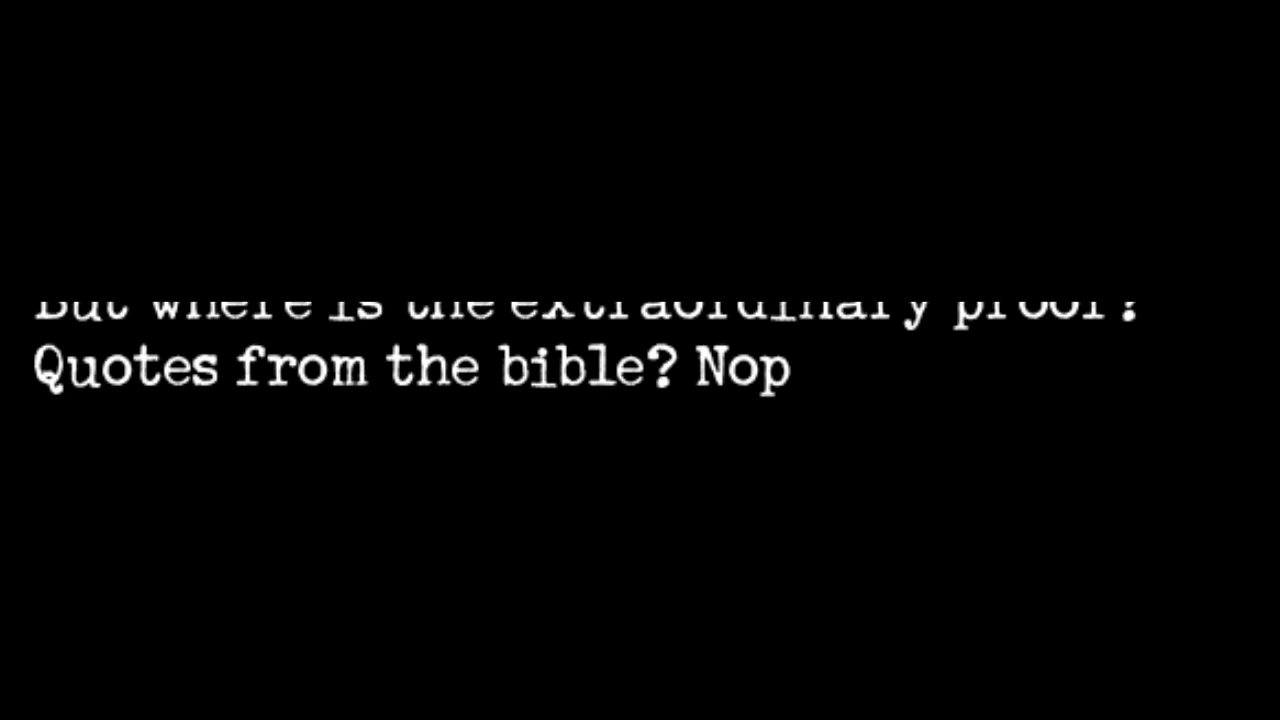 But where is the extraordinary proof?
Quotes from the bible? Nop